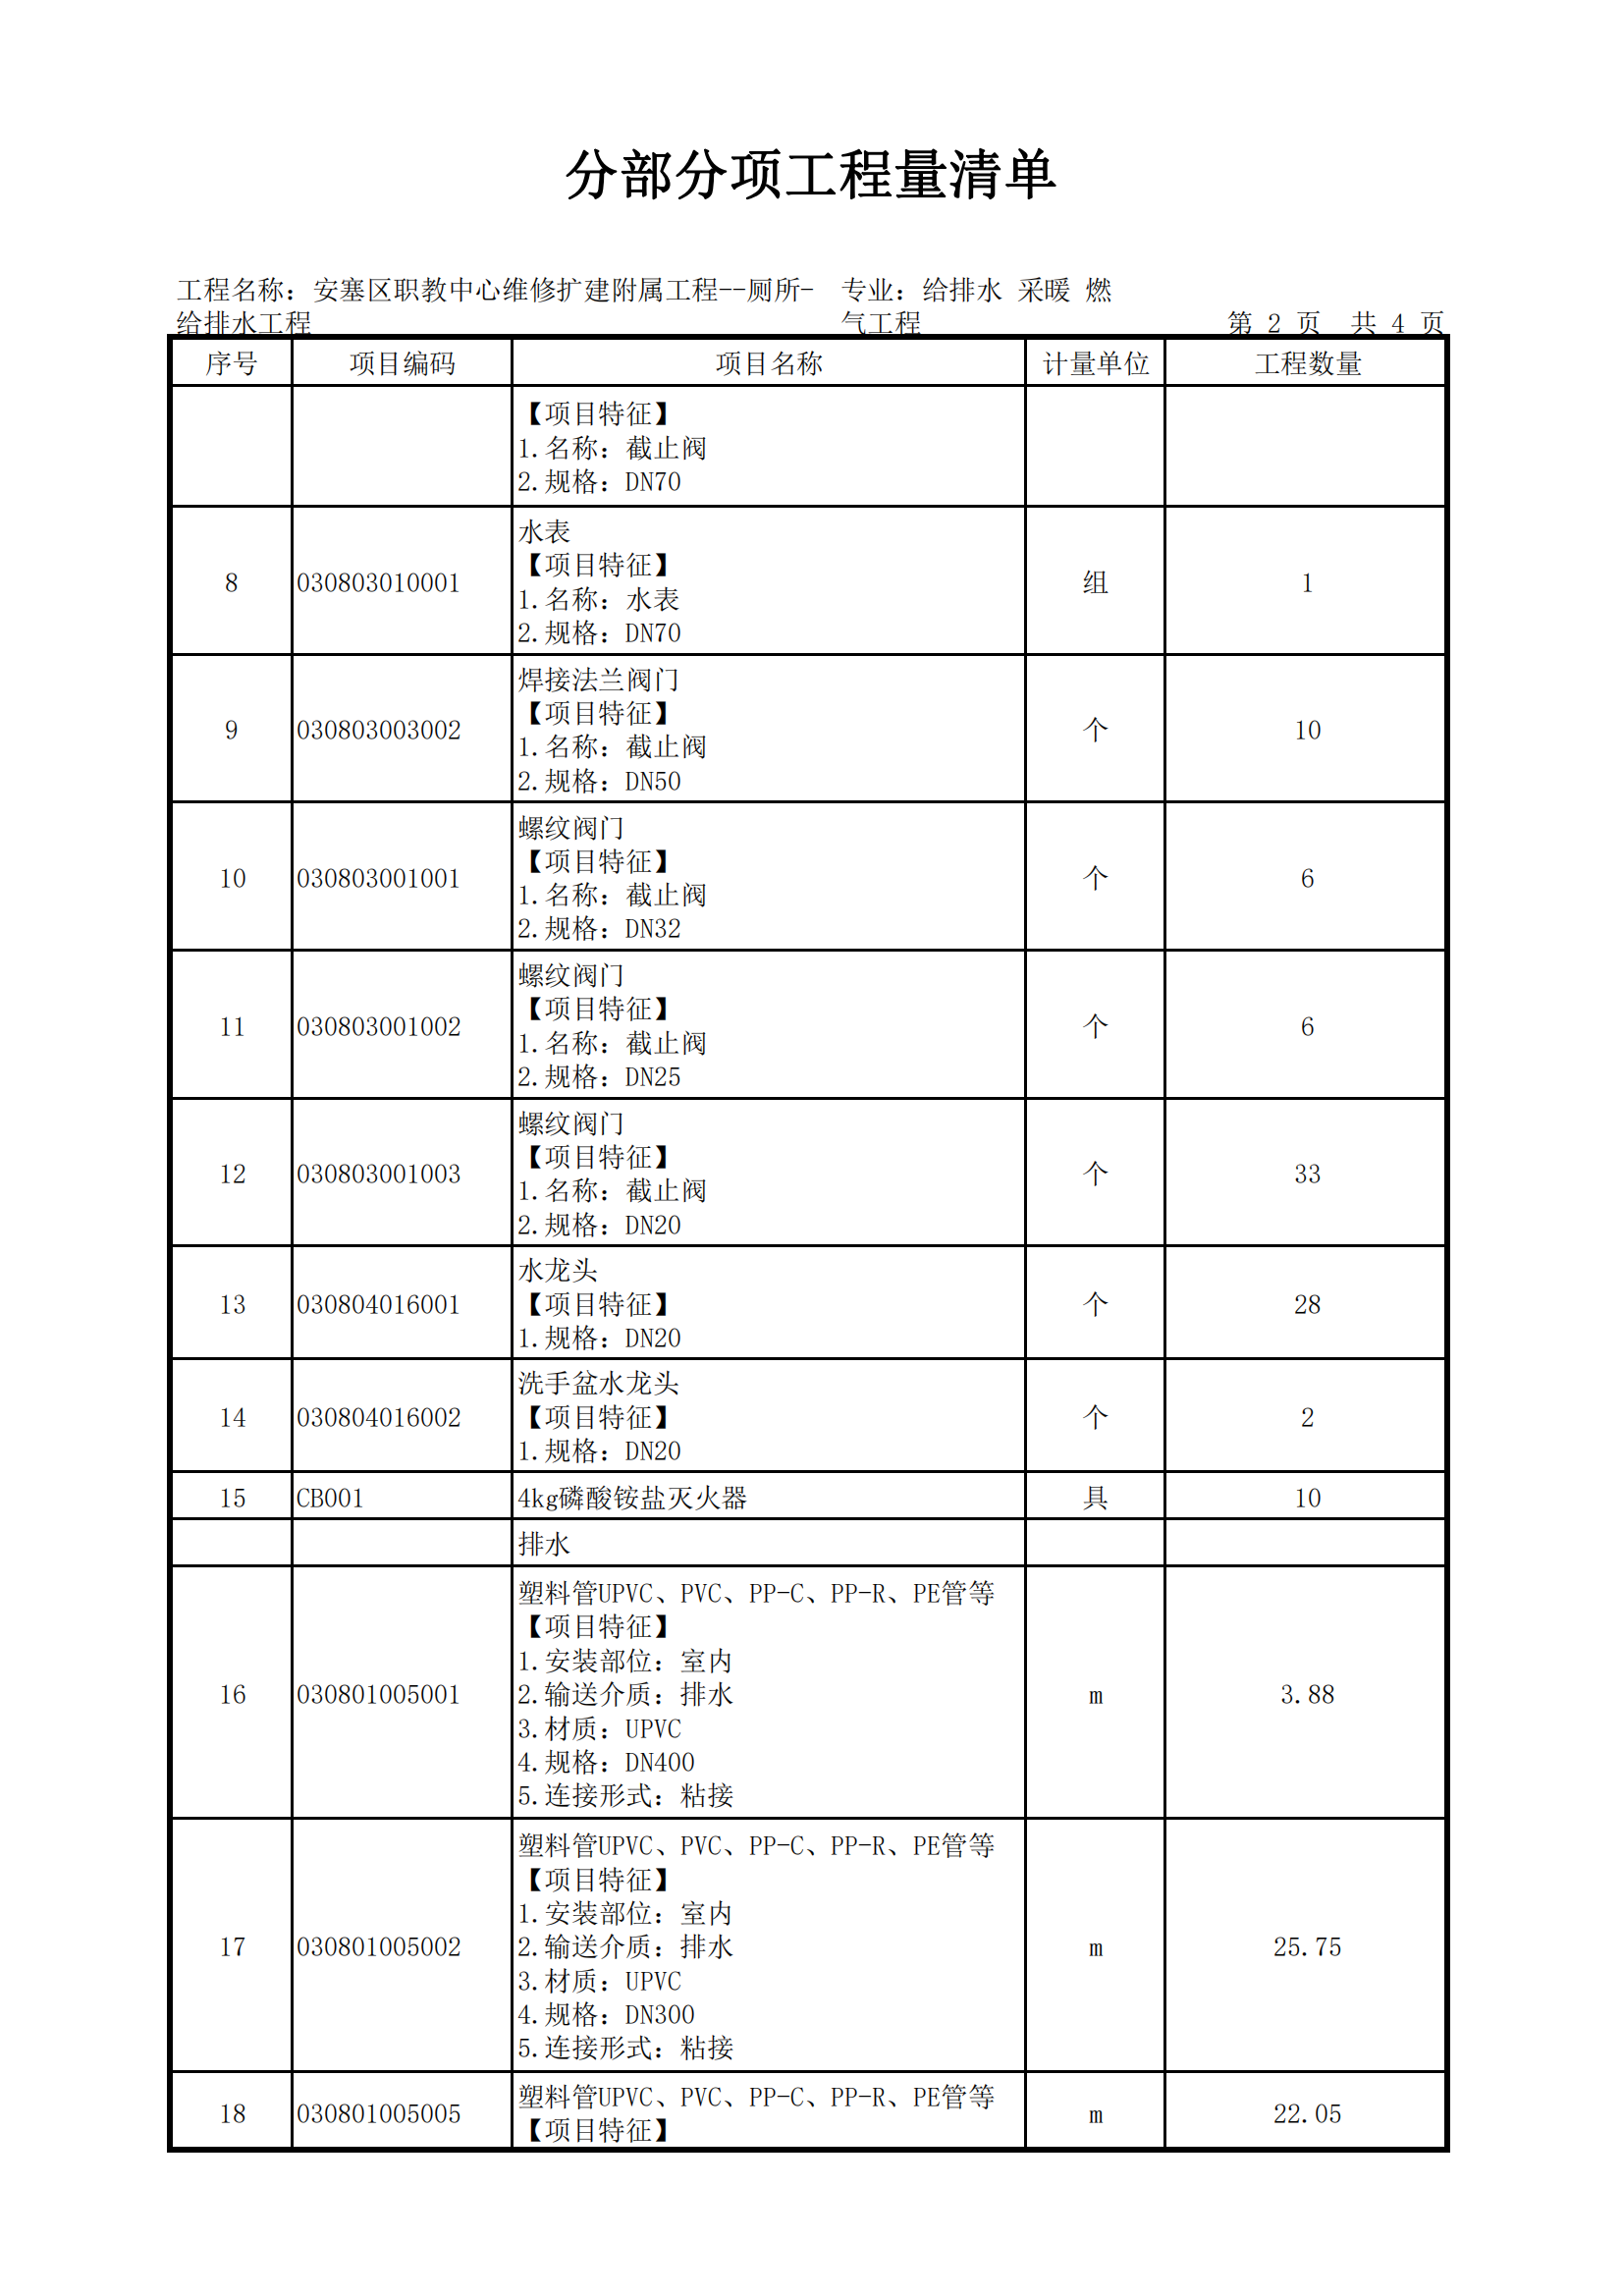 分部分项工程量清单
工程名称：安塞区职教中心维修扩建附属工程--厕所-给排水工程 专业：给排水 采暖 燃气工程 第 2 页 共 4 页
序号 项目编码 项目名称 计量单位 工程数量
【项目特征】
1.名称：截止阀
2.规格：DN70
水表
【项目特征】
8 030803010001 组 1
1.名称：水表
2.规格：DN70
焊接法兰阀门
【项目特征】
9 030803003002 个 10
1.名称：截止阀
2.规格：DN50
螺纹阀门
【项目特征】
10 030803001001 个 6
1.名称：截止阀
2.规格：DN32
螺纹阀门
【项目特征】
11 030803001002 个 6
1.名称：截止阀
2.规格：DN25
螺纹阀门
【项目特征】
12 030803001003 个 33
1.名称：截止阀
2.规格：DN20
水龙头
13 030804016001 【项目特征】 个 28
1.规格：DN20
洗手盆水龙头
14 030804016002 【项目特征】 个 2
1.规格：DN20
15 CB001 4kg磷酸铵盐灭火器 具 10
排水
塑料管UPVC、PVC、PP-C、PP-R、PE管等
【项目特征】
1.安装部位：室内
16 030801005001 2.输送介质：排水 m 3.88
3.材质：UPVC
4.规格：DN400
5.连接形式：粘接
塑料管UPVC、PVC、PP-C、PP-R、PE管等
【项目特征】
1.安装部位：室内
17 030801005002 2.输送介质：排水 m 25.75
3.材质：UPVC
4.规格：DN300
5.连接形式：粘接
塑料管UPVC、PVC、PP-C、PP-R、PE管等
18 030801005005 m 22.05
【项目特征】